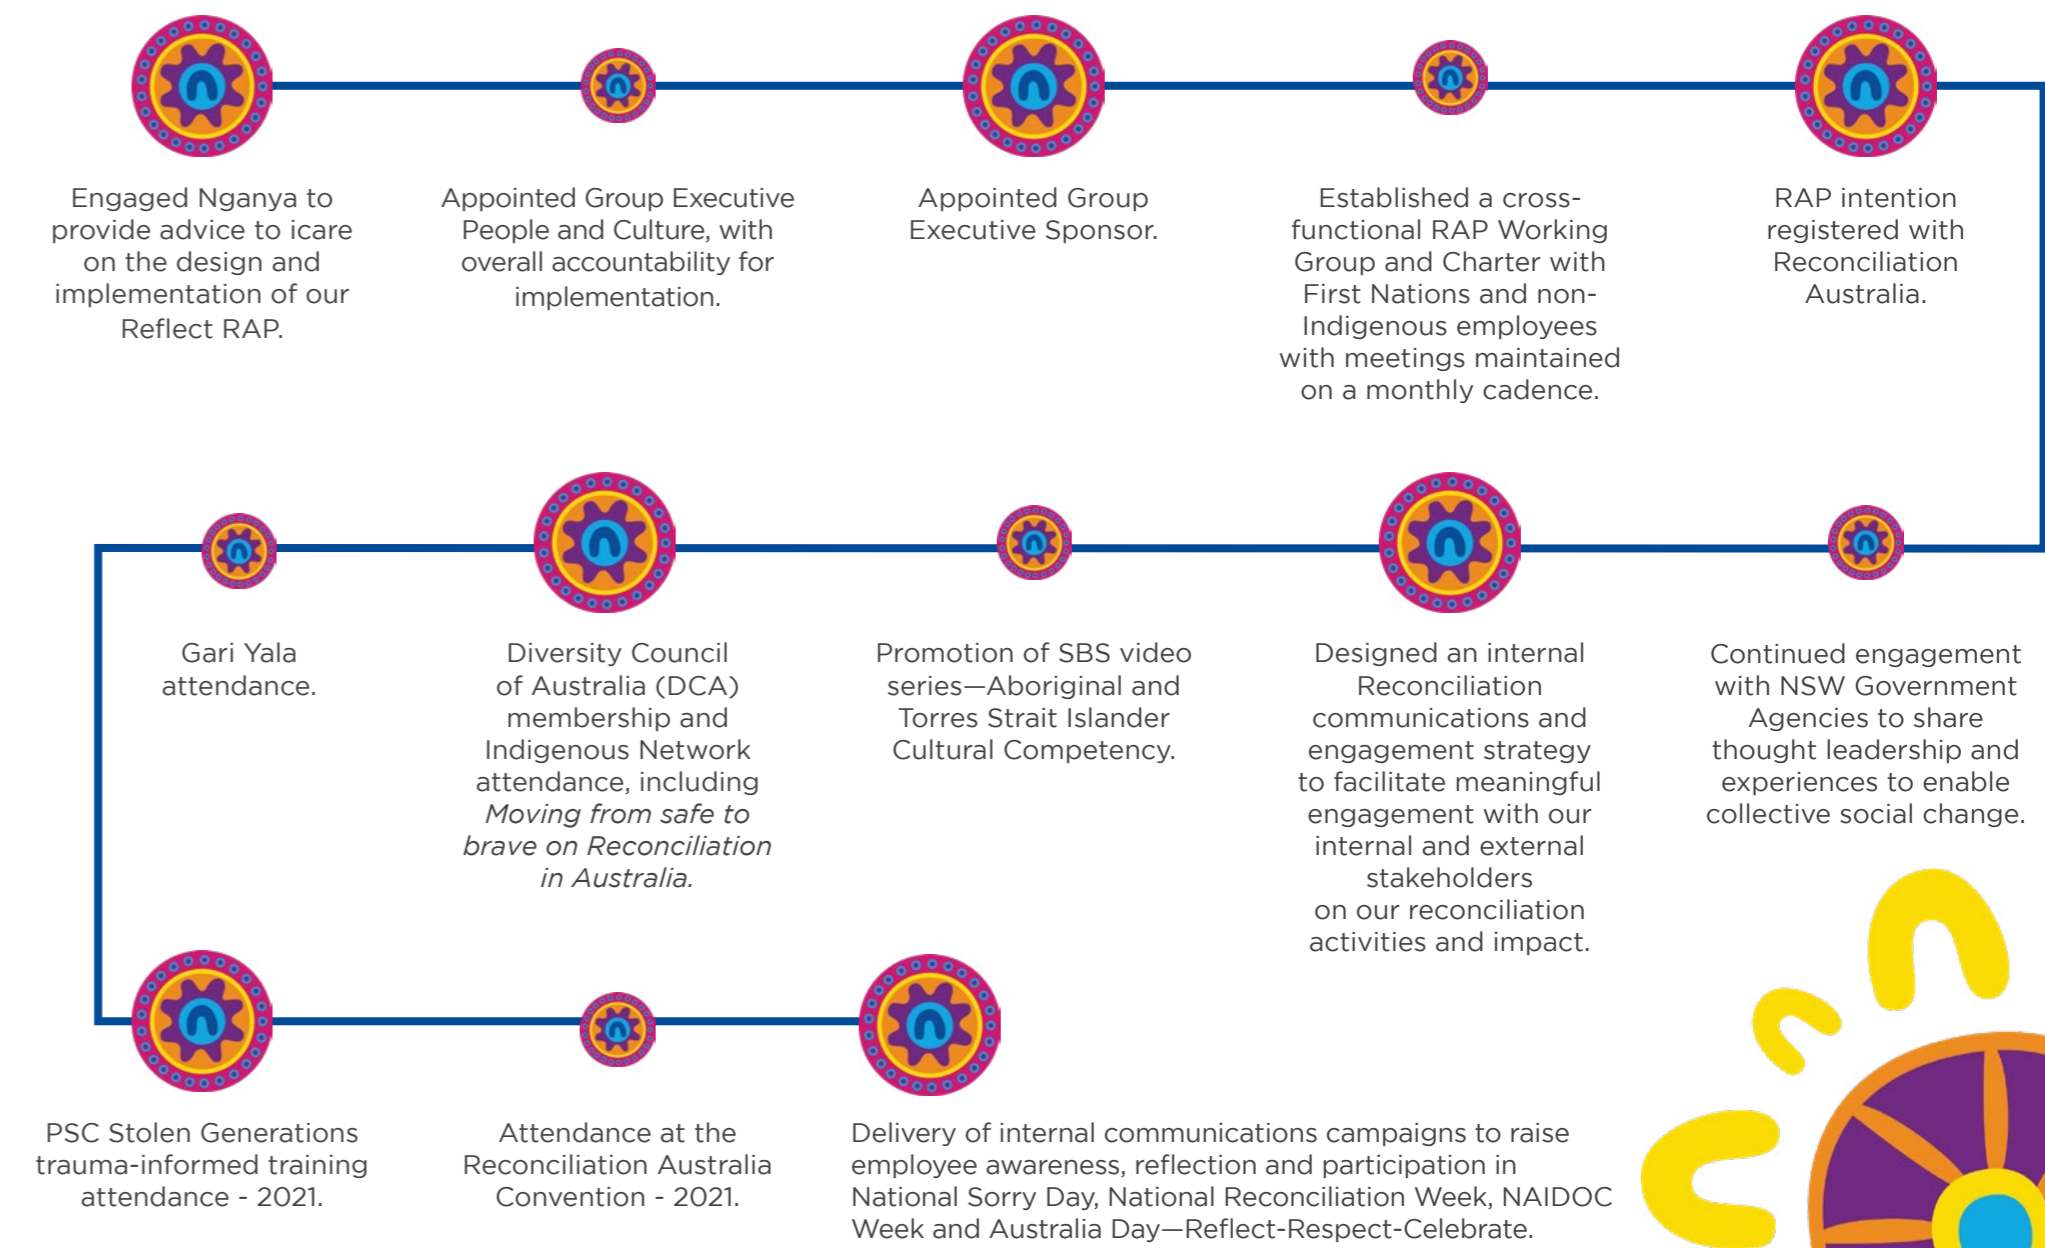 Engaged Nganya to
provide advice to icare
on the design and
implementation of our
Reflect RAP.
Appointed Group Executive
People and Culture, with
overall accountability for
implementation.
Appointed Group
Executive Sponsor.
Established a cross-
functional RAP Working
Group and Charter with
First Nations and non-
Indigenous employees
with meetings maintained
on a monthly cadence.
RAP intention
registered with
Reconciliation
Australia.
Continued engagement
with NSW Government
Agencies to share
thought leadership and
experiences to enable
collective social change.
Designed an internal
Reconciliation
communications and
engagement strategy
to facilitate meaningful
engagement with our
internal and external
stakeholders
on our reconciliation
activities and impact.
Promotion of SBS video
series—Aboriginal and
Torres Strait Islander
Cultural Competency.
Diversity Council
of Australia (DCA)
membership and
Indigenous Network
attendance, including
Moving from safe to
brave on Reconciliation
in Australia.
Gari Yala
attendance.
PSC Stolen Generations
trauma-informed training
attendance - 2021.
Attendance at the
Reconciliation Australia
Convention - 2021.
Delivery of internal communications campaigns to raise
employee awareness, reflection and participation in
National Sorry Day, National Reconciliation Week, NAIDOC
Week and Australia Day—Reflect-Respect-Celebrate.